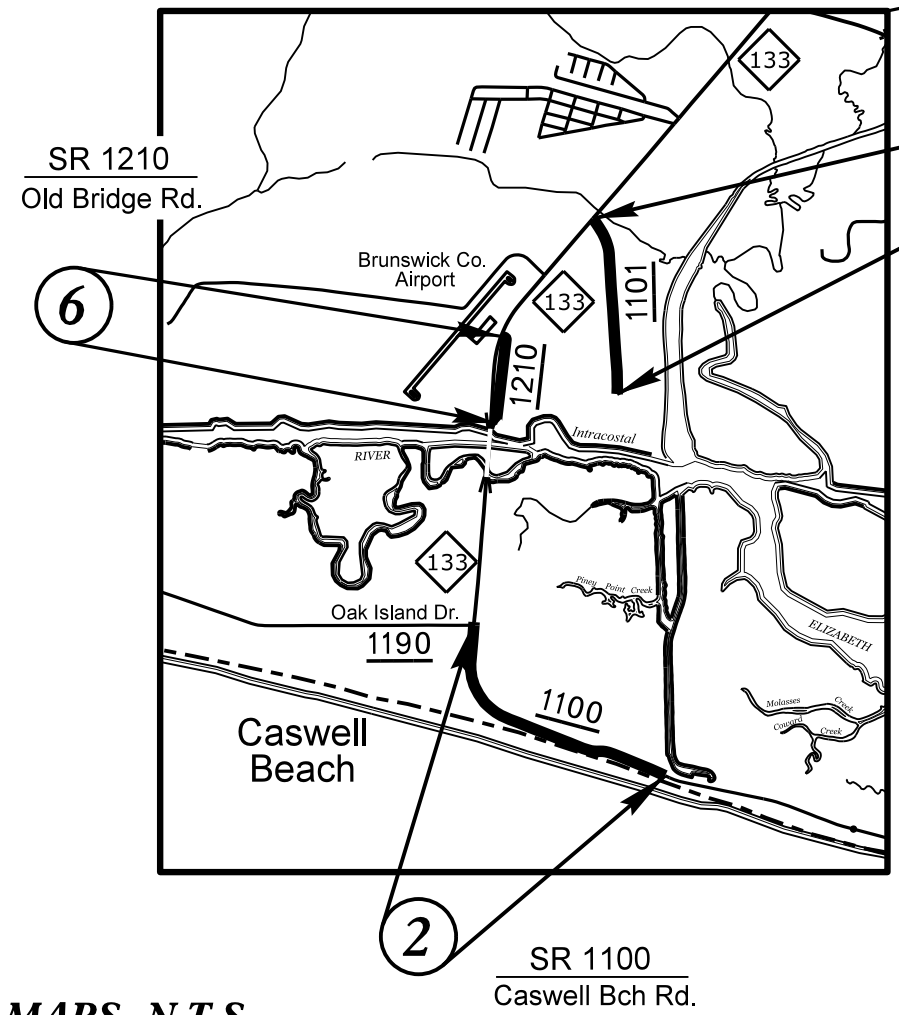 133
SR 1210
Old Bridge Rd.
Brunswick Co.
Airport
133
1101
6
1210
Intracostal
RIVER
133
Piney Point Creek
Oak Island Dr.
1190
ELIZABETH
Molasses Creek
Coward Creek
1100
Caswell
Beach
2
SR 1100
Caswell Bch Rd.
MAPS N.T.S.